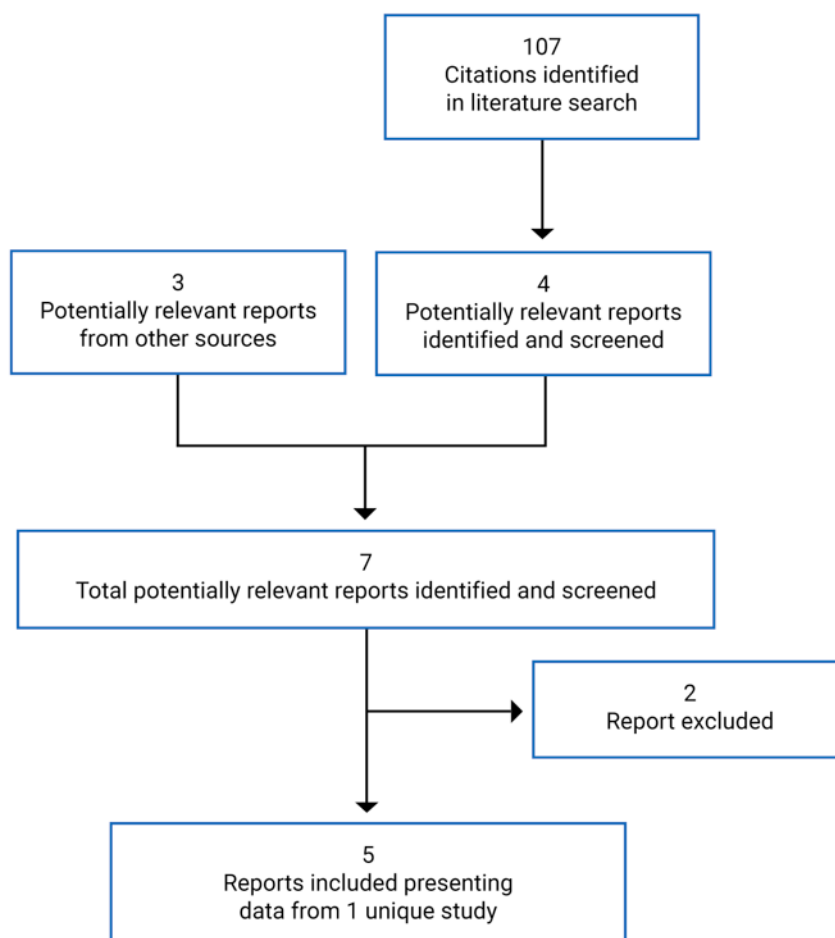 107
Citations identified
in literature search
3
Potentially relevant reports
from other sources
4
Potentially relevant reports
identified and screened
7
Total potentially relevant reports identified and screened
2
Report excluded
5
Reports included presenting
data from 1 unique study